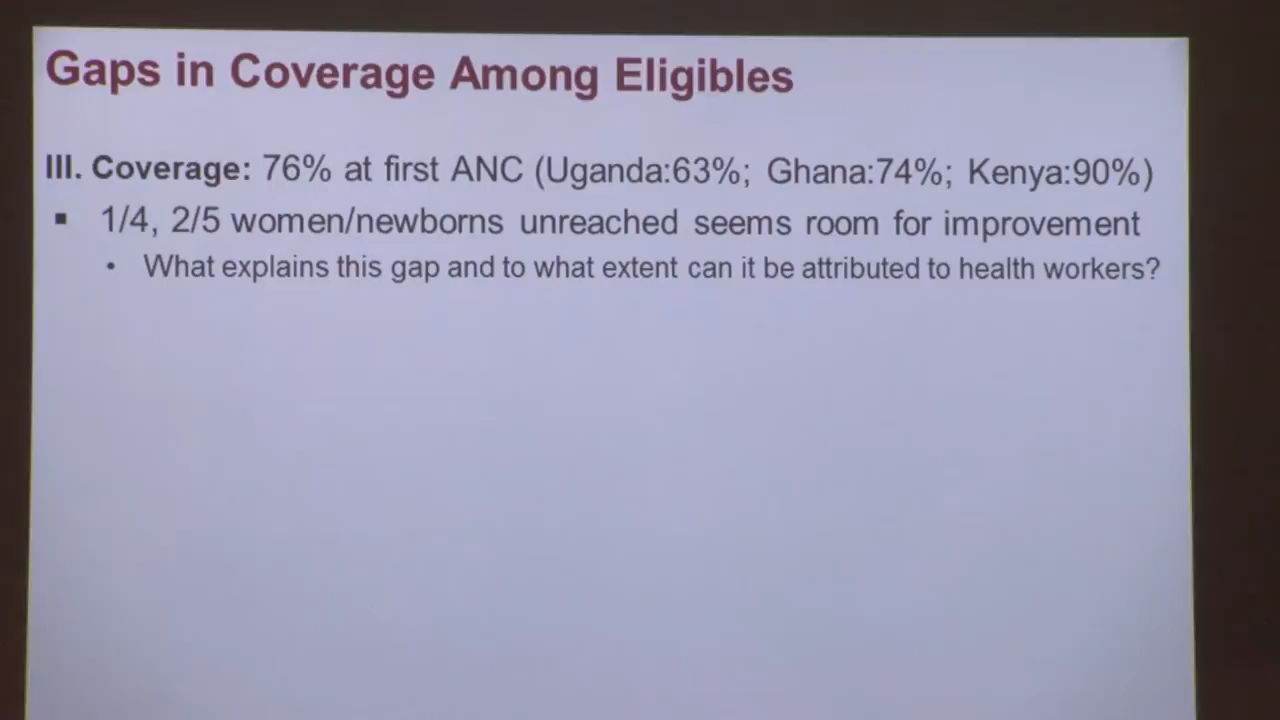 Gaps in Coverage Among Eligibles
III. Coverage: 76% at first ANC (Uganda:63%; Ghana:74%; Kenya:90%)
▪ 1/4, 2/5 women/newborns unreached seems room for improvement
• What explains this gap and to what extent can it be attributed to health workers?